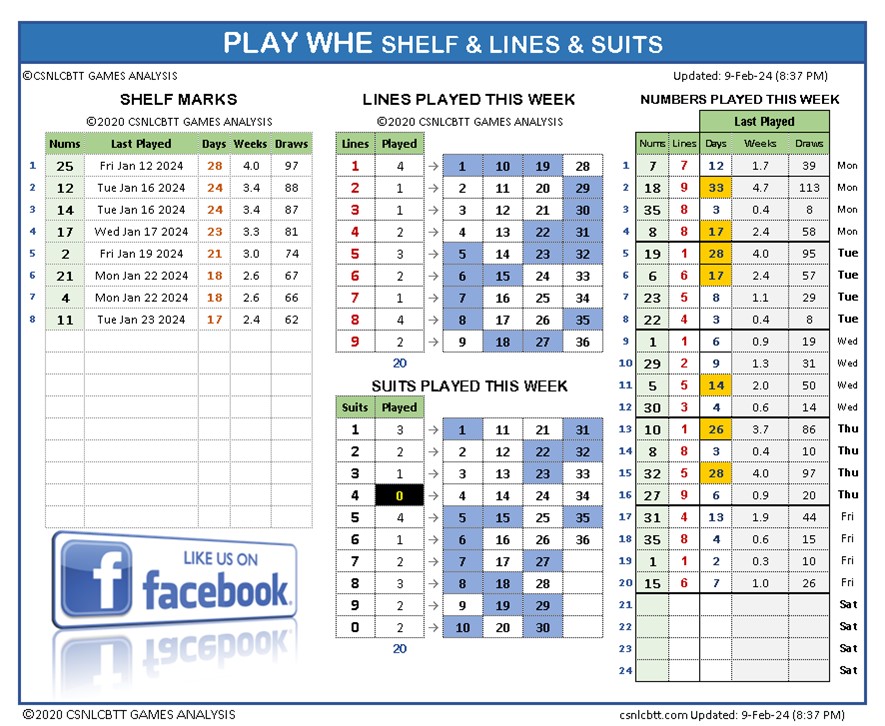 PLAY WHE SHELF & LINES & SUITS
©CSNLCBTT GAMES ANALYSIS
Updated: 9-Feb-24 (8:37 PM)
SHELF MARKS
©2020 CSNLCBTT GAMES ANALYSIS
Nums Last Played Days Weeks Draws
1 25 Fri Jan 12 2024 28 4.0 97
2 12 Tue Jan 16 2024 24 3.4 88
3 14 Tue Jan 16 2024 24 3.4 87
4 17 Wed Jan 17 2024 23 3.3 81
5 2 Fri Jan 19 2024 21 3.0 74
6 21 Mon Jan 22 2024 18 2.6 67
7 4 Mon Jan 22 2024 18 2.6 66
8 11 Tue Jan 23 2024 17 2.4 62
LIKE US ON
f facebook
LINES PLAYED THIS WEEK
©2020 CSNLCBTT GAMES ANALYSIS
Lines Played
1 4 → 1 10 19 28
2 1 → 2 11 20 29
3 1 → 3 12 21 30
4 2 → 4 13 22 31
5 3 → 5 14 23 32
6 2 → 6 15 24 33
7 1 → 7 16 25 34
8 4 → 8 17 26 35
9 2 → 9 18 27 36
20
SUITS PLAYED THIS WEEK
Suits Played
1 3 → 1 11 21 31
2 2 → 2 12 22 32
3 1 → 3 13 23 33
4 0 → 4 14 24 34
5 4 → 5 15 25 35
6 1 → 6 16 26 36
7 2 → 7 17 27
8 3 → 8 18 28
9 2 → 9 19 29
0 2 → 10 20 30
20
NUMBERS PLAYED THIS WEEK
Last Played
Nums Lines Days Weeks Draws
1 7 7 12 1.7 39 Mon
2 18 9 33 4.7 113 Mon
3 35 8 3 0.4 8 Mon
4 8 8 17 2.4 58 Mon
5 19 1 28 4.0 95 Tue
6 6 6 17 2.4 57 Tue
7 23 5 8 1.1 29 Tue
8 22 4 3 0.4 8 Tue
9 1 1 6 0.9 19 Wed
10 29 2 9 1.3 31 Wed
11 5 5 14 2.0 50 Wed
12 30 3 4 0.6 14 Wed
13 10 1 26 3.7 86 Thu
14 8 8 3 0.4 10 Thu
15 32 5 28 4.0 97 Thu
16 27 9 6 0.9 20 Thu
17 31 4 13 1.9 44 Fri
18 35 8 4 0.6 15 Fri
19 1 1 2 0.3 10 Fri
20 15 6 7 1.0 26 Fri
21 Sat
22 Sat
23 Sat
24 Sat
©2020 CSNLCBTT GAMES ANALYSIS
csnlcbtt.com Updated: 9-Feb-24 (8:37 PM)